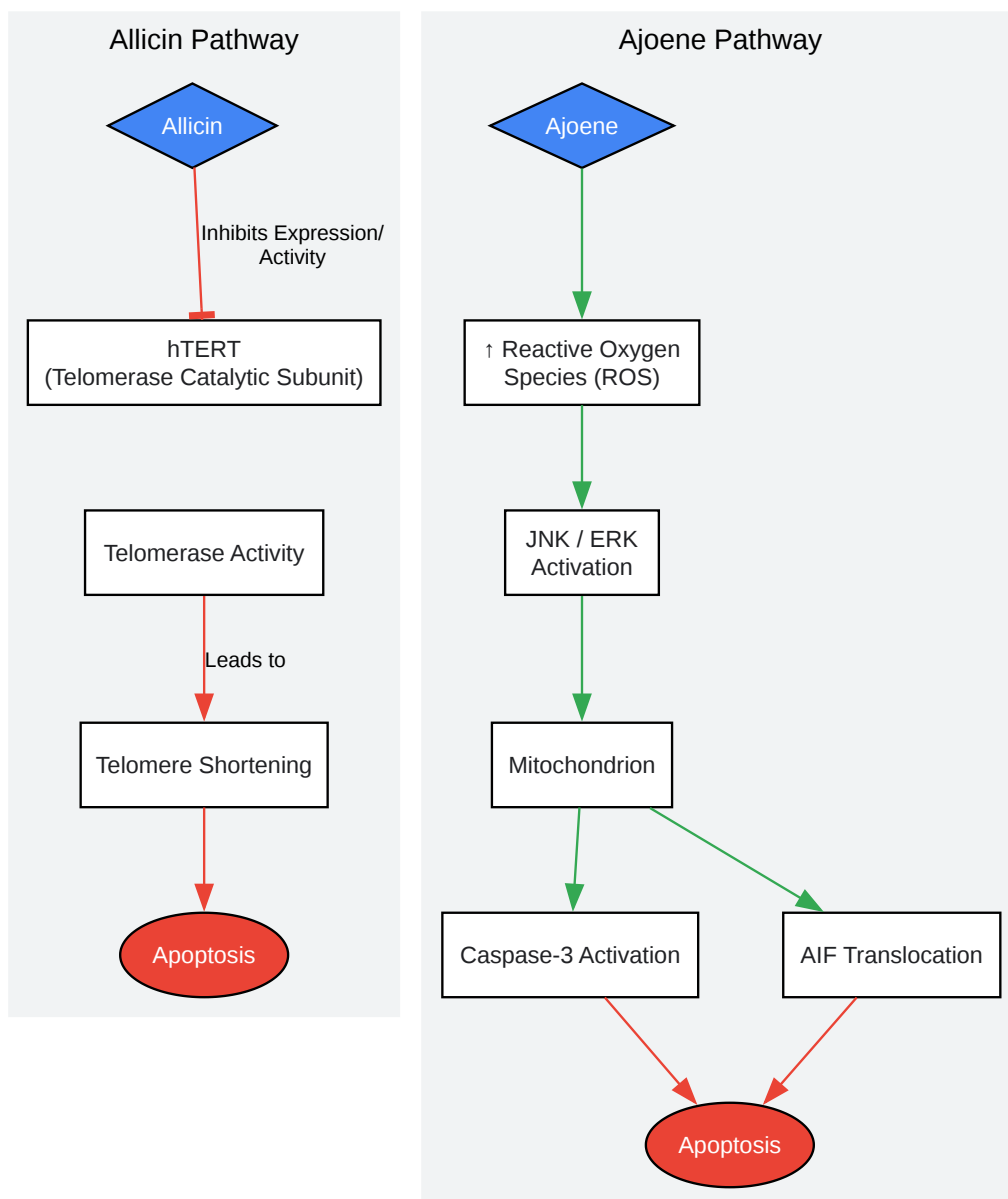 Allicin Pathway
Allicin
Inhibits Expression/
Activity
hTERT
(Telomerase Catalytic Subunit)
Telomerase Activity
Leads to
Telomere Shortening
Apoptosis
Ajoene Pathway
Ajoene
↑ Reactive Oxygen
Species (ROS)
JNK / ERK
Activation
Mitochondrion
Caspase-3 Activation
AIF Translocation
Apoptosis